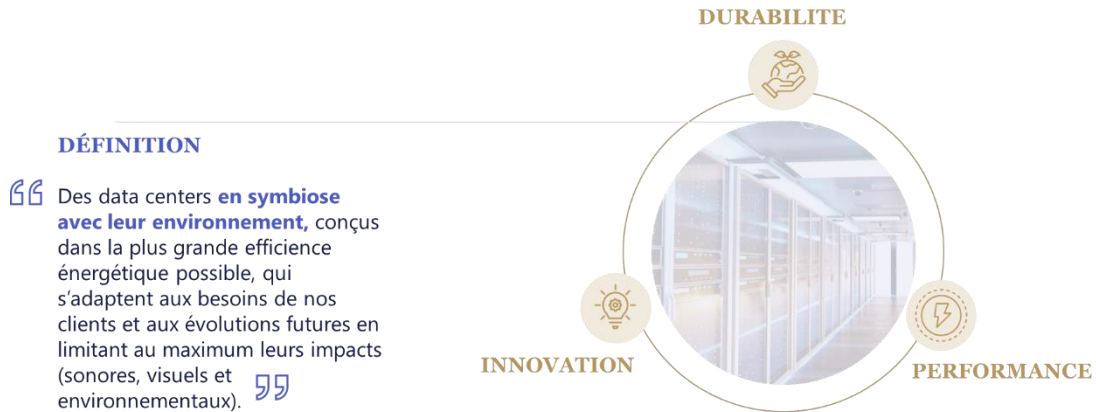 DURABILITE
DÉFINITION
Des data centers en symbiose
avec leur environnement, conçus
dans la plus grande efficience
énergétique possible, qui
s’adaptent aux besoins de nos
clients et aux évolutions futures en
limitant au maximum leurs impacts
(sonores, visuels et
environnementaux).
INNOVATION
PERFORMANCE